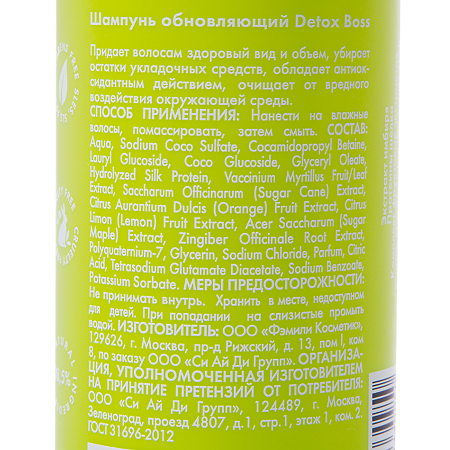 Шампунь обновляющий Detox Boss
Придает волосам здоровый вид и объем, убирает
остатки укладочных средств, обладает антиок-
сидантным действием, очищает от вредного
воздействия окружающей среды.
СПОСОБ ПРИМЕНЕНИЯ: Нанести на влажные
волосы, помассировать, затем смыть. СОСТАВ:
Aqua, Sodium Coco Sulfate, Cocamidopropyl Betaine,
Lauryl Glucoside, Coco Glucoside, Glyceryl Oleate,
Hydrolyzed Silk Protein, Vaccinium Myrtillus Fruit/Leaf
Extract, Saccharum Officinarum (Sugar Cane) Extract,
Citrus Aurantium Dulcis (Orange) Fruit Extract, Citrus
Limon (Lemon) Fruit Extract, Acer Saccharum (Sugar
Maple) Extract, Zingiber Officinale Root Extract,
Polyquaternium-7, Glycerin, Sodium Chloride, Parfum, Citric
Acid, Tetrasodium Glutamate Diacetate, Sodium Benzoate,
Potassium Sorbate. МЕРЫ ПРЕДОСТОРОЖНОСТИ:
Не принимать внутрь. Хранить в месте, недоступном
для детей. При попадании на слизистые промыть
водой. ИЗГОТОВИТЕЛЬ: ООО «Фэмили Косметикс»,
129626, г. Москва, пр-д Рижский, д. 13, пом I, ком
8, по заказу ООО «Си Ай Ди Групп». ОРГАНИЗА-
ЦИЯ, УПОЛНОМОЧЕННАЯ ИЗГОТОВИТЕЛЕМ
НА ПРИНЯТИЕ ПРЕТЕНЗИЙ ОТ ПОТРЕБИТЕЛЯ:
ООО «Си Ай Ди Групп», 124489, г. Москва,
Зеленоград, проезд 4807, д.1, стр.1, этаж 1, ком. 2.
ГОСТ31696-2012
Экстракт имбиря